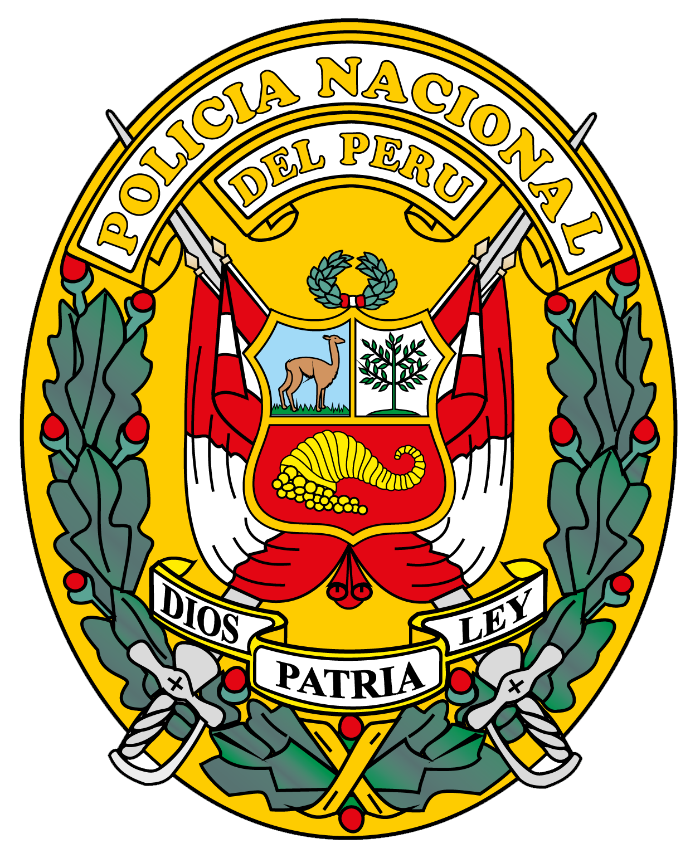 POLICIA NACIONAL
DEL PERU
DIOS
PATRIA
LEY